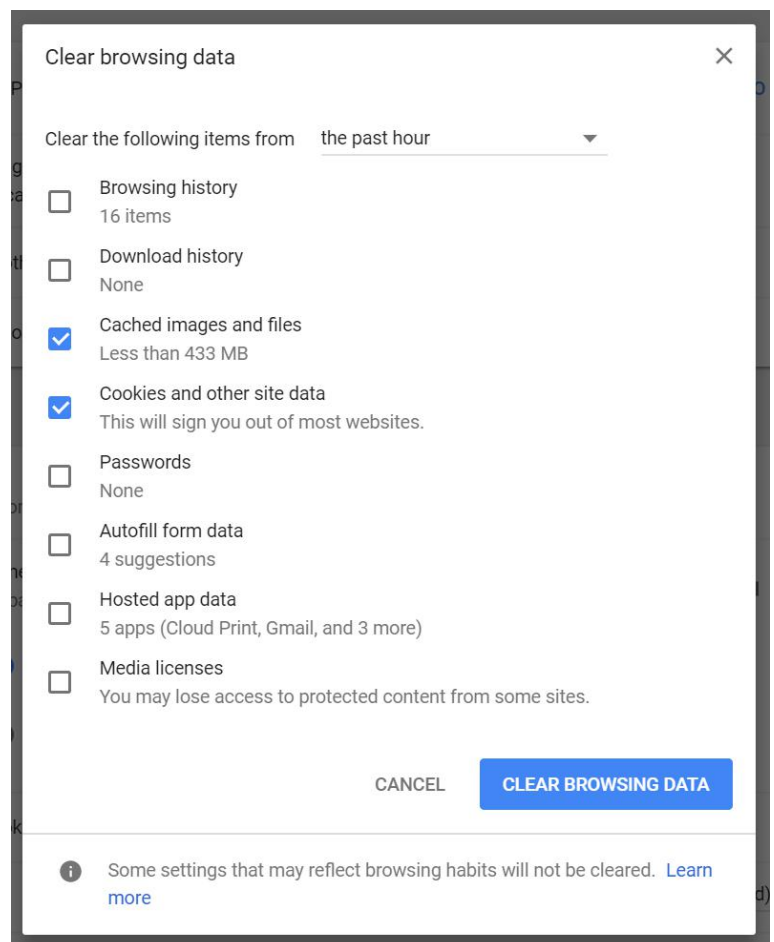 Clear browsing data
Clear the following items from the past hour
Browsing history
16 items
Download history
None
Cached images and files
Less than 433 MB
Cookies and other site data
This will sign you out of most websites.
Passwords
None
Autofill form data
4 suggestions
Hosted app data
5 apps (Cloud Print, Gmail, and 3 more)
Media licenses
You may lose access to protected content from some sites.
CANCEL CLEAR BROWSING DATA
Some settings that may reflect browsing habits will not be cleared. Learn
more